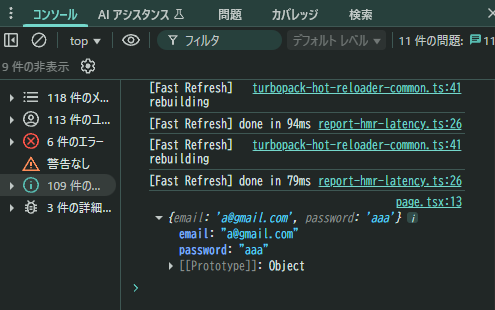 コンソール AI アシスタンス 問題 カバレッジ 検索
top フィルタ デフォルト レベル 11 件の問題: 11
9 件の非表示
118 件のメ...
113 件のユ...
6 件のエラー
警告なし
109 件の...
3 件の詳細...
[Fast Refresh] turbopack-hot-reloader-common.ts:41
rebuilding
[Fast Refresh] done in 94ms report-hmr-latency.ts:26
[Fast Refresh] turbopack-hot-reloader-common.ts:41
rebuilding
[Fast Refresh] done in 79ms report-hmr-latency.ts:26
page.tsx:13
{email: 'a@gmail.com', password: 'aaa'} i
email: "a@gmail.com"
password: "aaa"
[[Prototype]]: Object